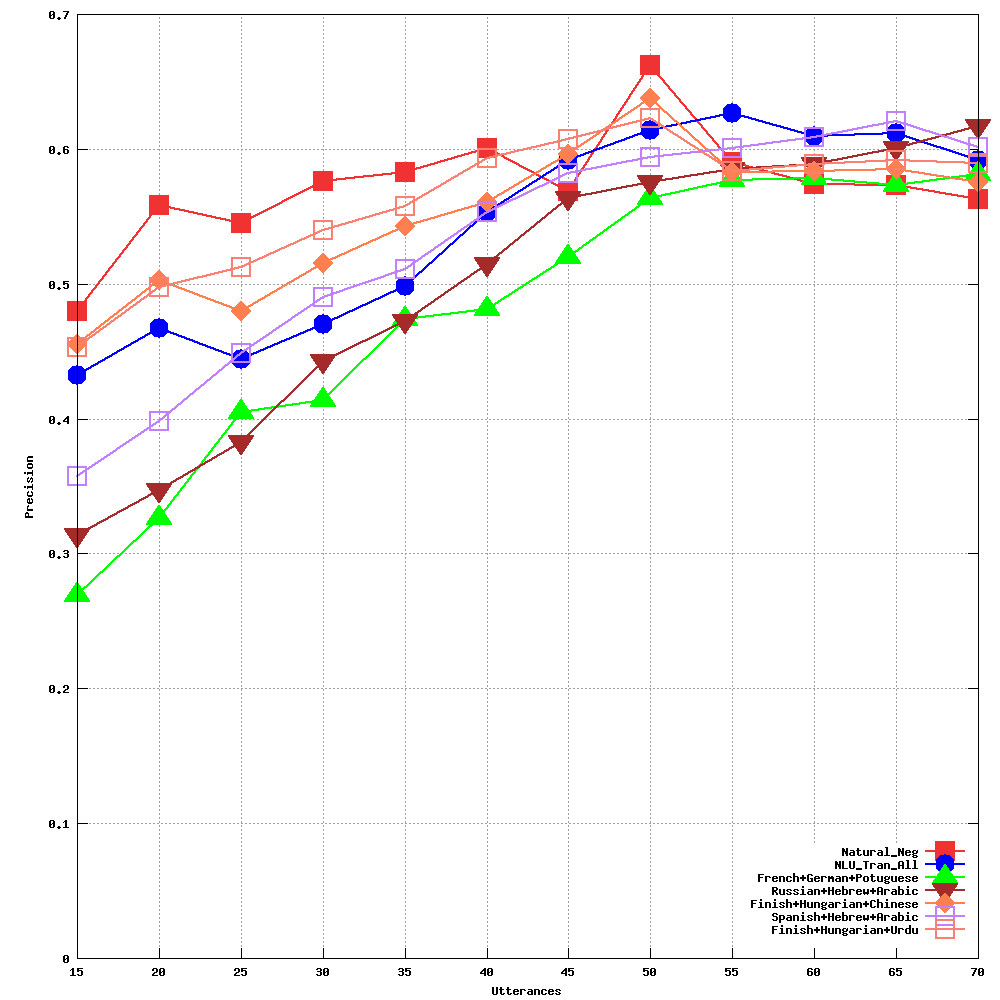 0.7
0.6
0.5
0.4
0.3
0.2
0.1
0
Precision
15 20 25 30 35 40 45 50 55 60 65 70
Utterances
Natural_Neg
NLU_Tran_All
French+German+Potuguese
Russian+Hebrew+Arabic
Finish+Hungarian+Chinese
Spanish+Hebrew+Arabic
Finish+Hungarian+Urdu